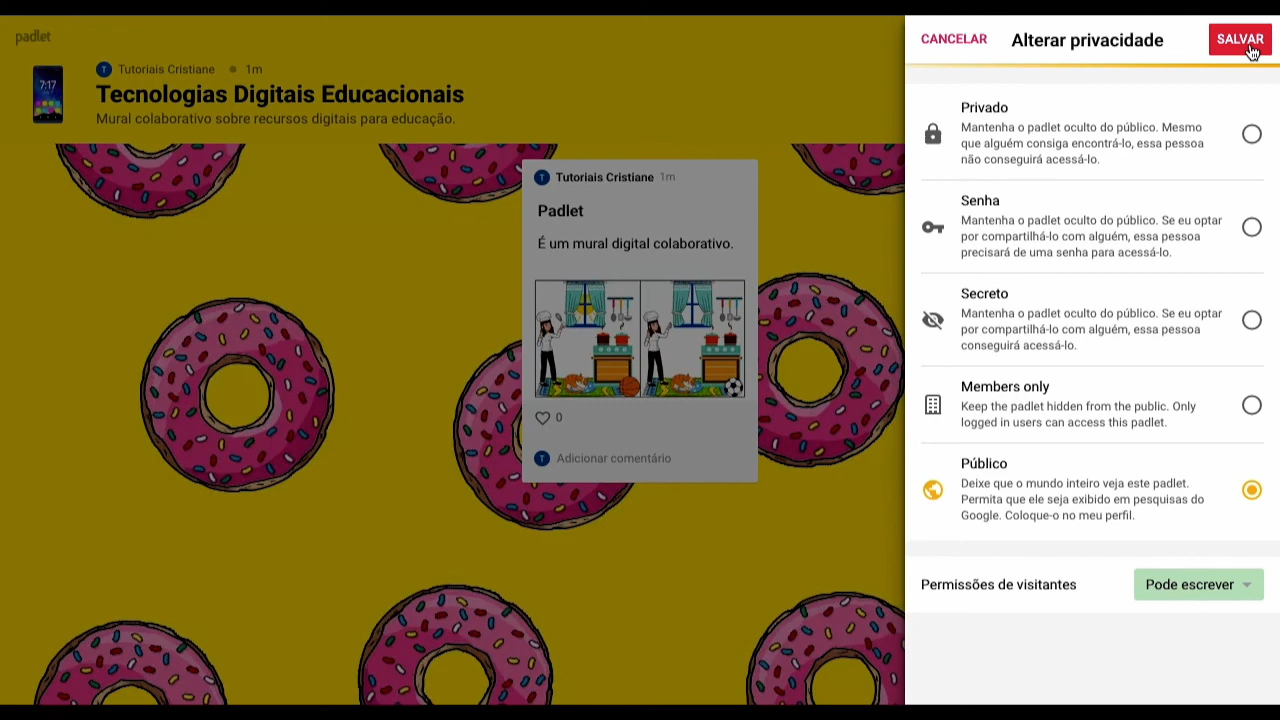 padlet
T Tutoriais Cristiane • 1m
7:17
Tecnologias Digitais Educacionais
Mural colaborativo sobre recursos digitais para educação.
T Tutoriais Cristiane 1m
Padlet
É um mural digital colaborativo.
0
T Adicionar comentário
CANCELAR Alterar privacidade SALVAR
Privado
Mantenha o padlet oculto do público. Mesmo
que alguém consiga encontrá-lo, essa pessoa
não conseguirá acessá-lo.
Senha
Mantenha o padlet oculto do público. Se eu optar
por compartilhá-lo com alguém, essa pessoa
precisará de uma senha para acessá-lo.
Secreto
Mantenha o padlet oculto do público. Se eu optar
por compartilhá-lo com alguém, essa pessoa
conseguirá acessá-lo.
Members only
Keep the padlet hidden from the public. Only
logged in users can access this padlet.
Público
Deixe que o mundo inteiro veja este padlet.
Permita que ele seja exibido em pesquisas do
Google. Coloque-o no meu perfil.
Permissões de visitantes Pode escrever